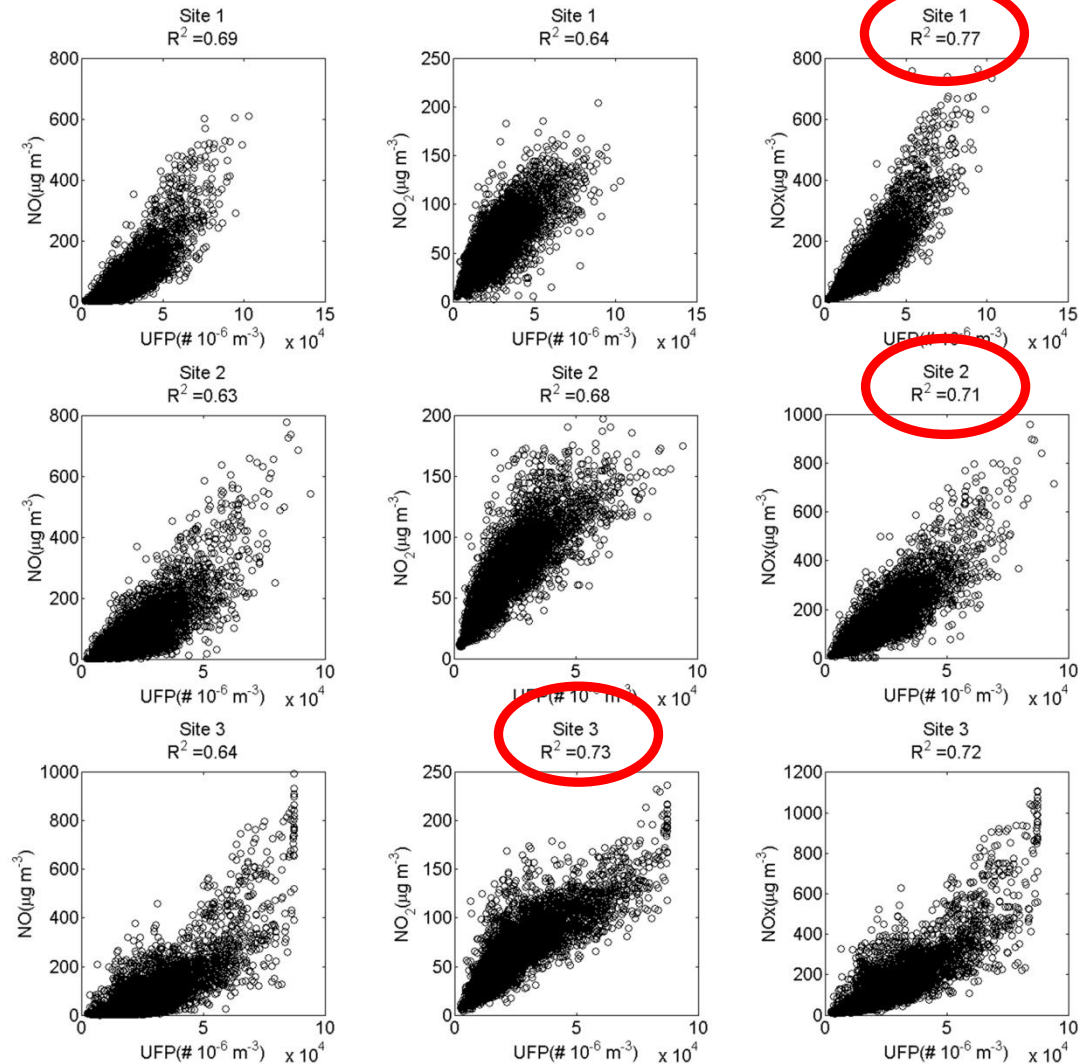 Site 1
R² =0.69
800
600
400
200
0
NO(µg m⁻³)
0 5 10 15
UFP(# 10⁻⁶ m⁻³) x 10⁴
Site 1
R² =0.64
250
200
150
100
50
0
NO₂(µg m⁻³)
0 5 10 15
UFP(# 10⁻⁶ m⁻³) x 10⁴
Site 1
R² =0.77
800
600
400
200
0
NOx(µg m⁻³)
0 5 10 15
UFP(# 10⁻⁶ m⁻³) x 10⁴
Site 2
R² =0.63
800
600
400
200
0
NO(µg m⁻³)
0 5 10
UFP(# 10⁻⁶ m⁻³) x 10⁴
Site 2
R² =0.68
200
150
100
50
0
NO₂(µg m⁻³)
0 5 10
UFP(# 10⁻⁶ m⁻³) x 10⁴
Site 2
R² =0.71
1000
800
600
400
200
0
NOx(µg m⁻³)
0 5 10
UFP(# 10⁻⁶ m⁻³) x 10⁴
Site 3
R² =0.64
1000
800
600
400
200
0
NO(µg m⁻³)
0 5 10
UFP(# 10⁻⁶ m⁻³) x 10⁴
Site 3
R² =0.73
250
200
150
100
50
0
NO₂(µg m⁻³)
0 5 10
UFP(# 10⁻⁶ m⁻³) x 10⁴
Site 3
R² =0.72
1200
1000
800
600
400
200
0
NOx(µg m⁻³)
0 5 10
UFP(# 10⁻⁶ m⁻³) x 10⁴